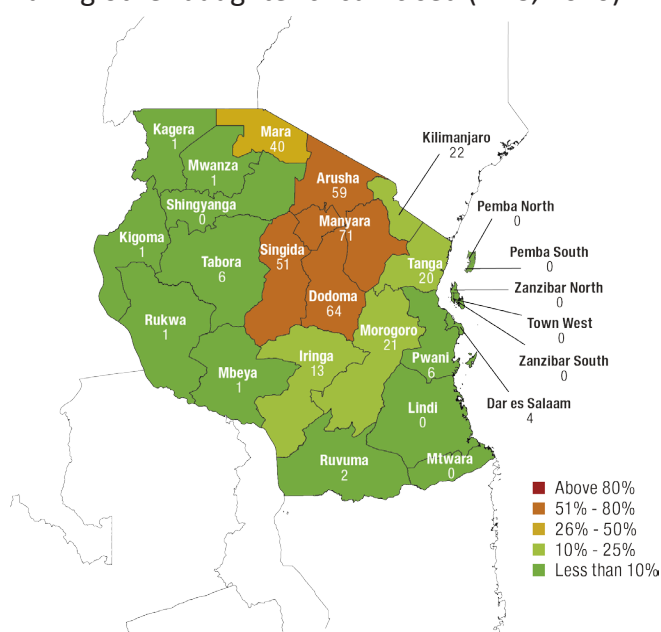 Kilimanjaro
22
Kagera
1
Mara
40
Mwanza
1
Arusha
59
Shingyanga
0
Manyara
71
Pemba North
0
Kigoma
1
Tabora
6
Singida
51
Tanga
20
Pemba South
0
Zanzibar North
0
Dodoma
64
Town West
0
Rukwa
1
Morogoro
21
Iringa
13
Pwani
6
Zanzibar South
0
Mbeya
1
Dar es Salaam
4
Lindi
0
Ruvuma
2
Mtwara
0
Above 80%
51% - 80%
26% - 50%
10% - 25%
Less than 10%